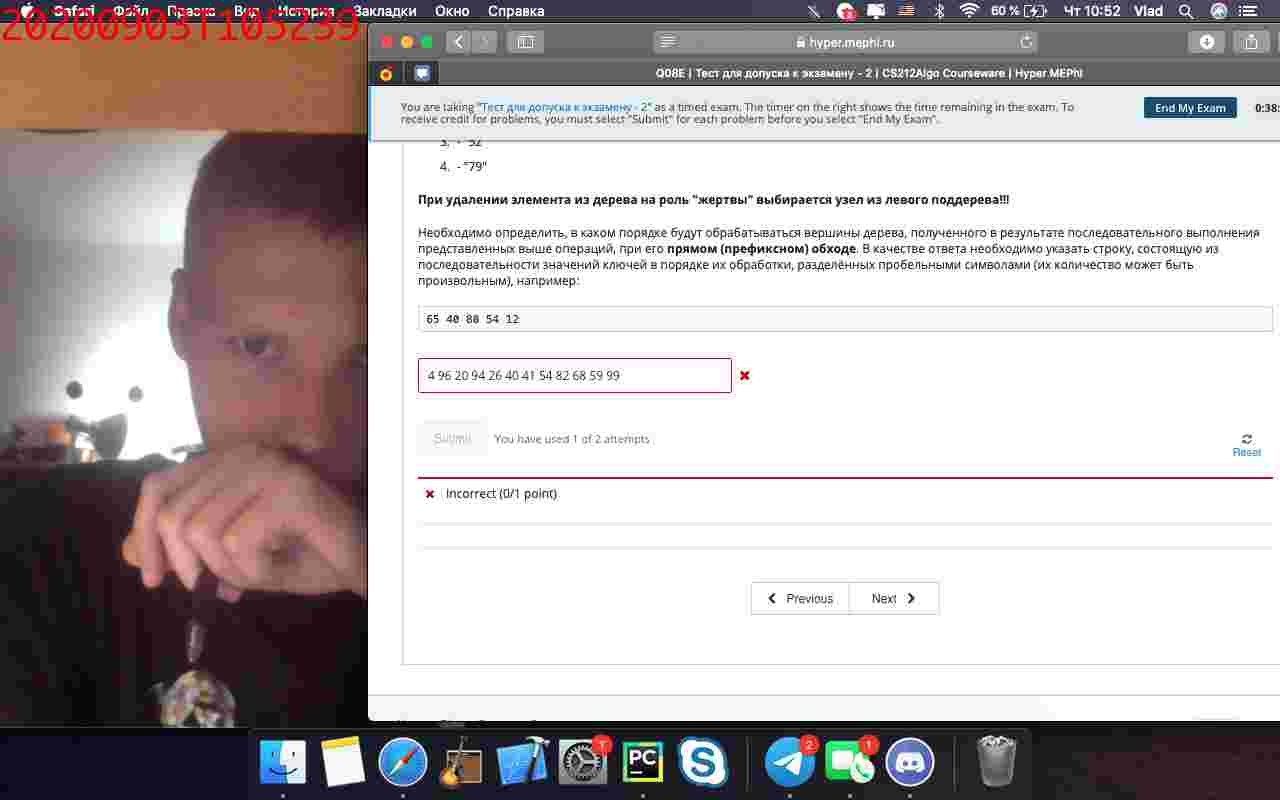 Safari Файл Правка Вид История Закладки Окно Справка 60 % Чт 10:52 Vlad
20200903T105239
hyper.mephi.ru
Q08E | Тест для допуска к экзамену - 2 | CS212Algo Courseware | Hyper.MEPhI
You are taking "Тест для допуска к экзамену - 2" as a timed exam. The timer on the right shows the time remaining in the exam. To
receive credit for problems, you must select "Submit" for each problem before you select "End My Exam".
End My Exam
0:38:
3. - "52"
4. - "79"
При удалении элемента из дерева на роль "жертвы" выбирается узел из левого поддерева!!!
Необходимо определить, в каком порядке будут обрабатываться вершины дерева, полученного в результате последовательного выполнения
представленных выше операций, при его прямом (префиксном) обходе. В качестве ответа необходимо указать строку, состоящую из
последовательности значений ключей в порядке их обработки, разделённых пробельными символами (их количество может быть
произвольным), например:
65 40 80 54 12
4 96 20 94 26 40 41 54 82 68 59 99
Submit
You have used 1 of 2 attempts
Reset
Incorrect (0/1 point)
Previous
Next
PC
2
1